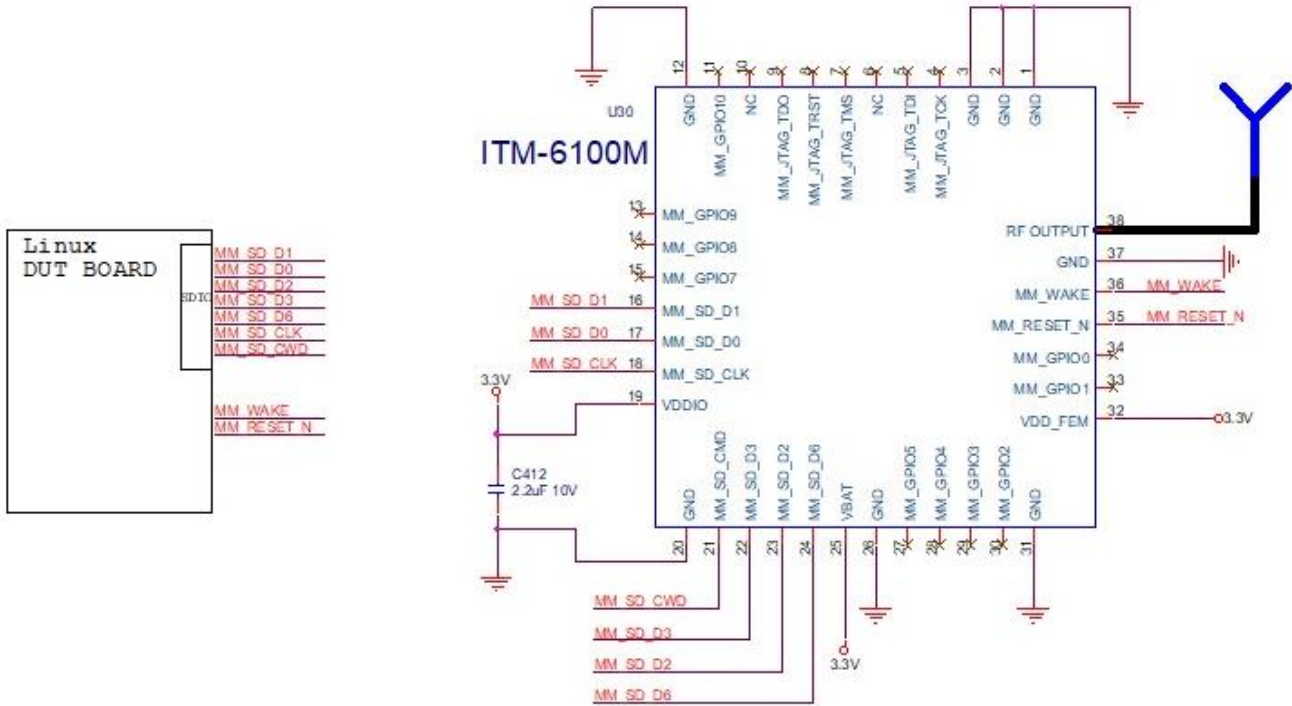 12
11
10
9
8
7
6
5
4
3
2
1
U30
GND
MM_GPIO10
NC
MM_JTAG_TDO
MM_JTAG_TRST
MM_JTAG_TMS
NC
MM_JTAG_TDI
MM_JTAG_TCK
GND
GND
GND
ITM-6100M
13
MM_GPIO9
14
MM_GPIO8
15
MM_GPIO7
MM_SD_D1
16
MM_SD_D1
MM_SD_D0
17
MM_SD_D0
MM_SD_CLK
18
MM_SD_CLK
3.3V
19
VDDIO
RF OUTPUT
38
GND
37
MM_WAKE
36
MM_WAKE
MM_RESET_N
35
MM_RESET_N
MM_GPIO0
34
MM_GPIO1
33
VDD_FEM
32
3.3V
Linux
DUT BOARD
SDIO
MM_SD_D1
MM_SD_D0
MM_SD_D2
MM_SD_D3
MM_SD_D6
MM_SD_CLK
MM_SD_CWD
MM_WAKE
MM_RESET_N
C412
2.2uF 10V
GND
MM_SD_CMD
MM_SD_D3
MM_SD_D2
MM_SD_D6
VBAT
GND
MM_GPIO5
MM_GPIO4
MM_GPIO3
MM_GPIO2
GND
20
21
22
23
24
25
26
27
28
29
30
31
MM_SD_CWD
MM_SD_D3
MM_SD_D2
MM_SD_D6
3.3V